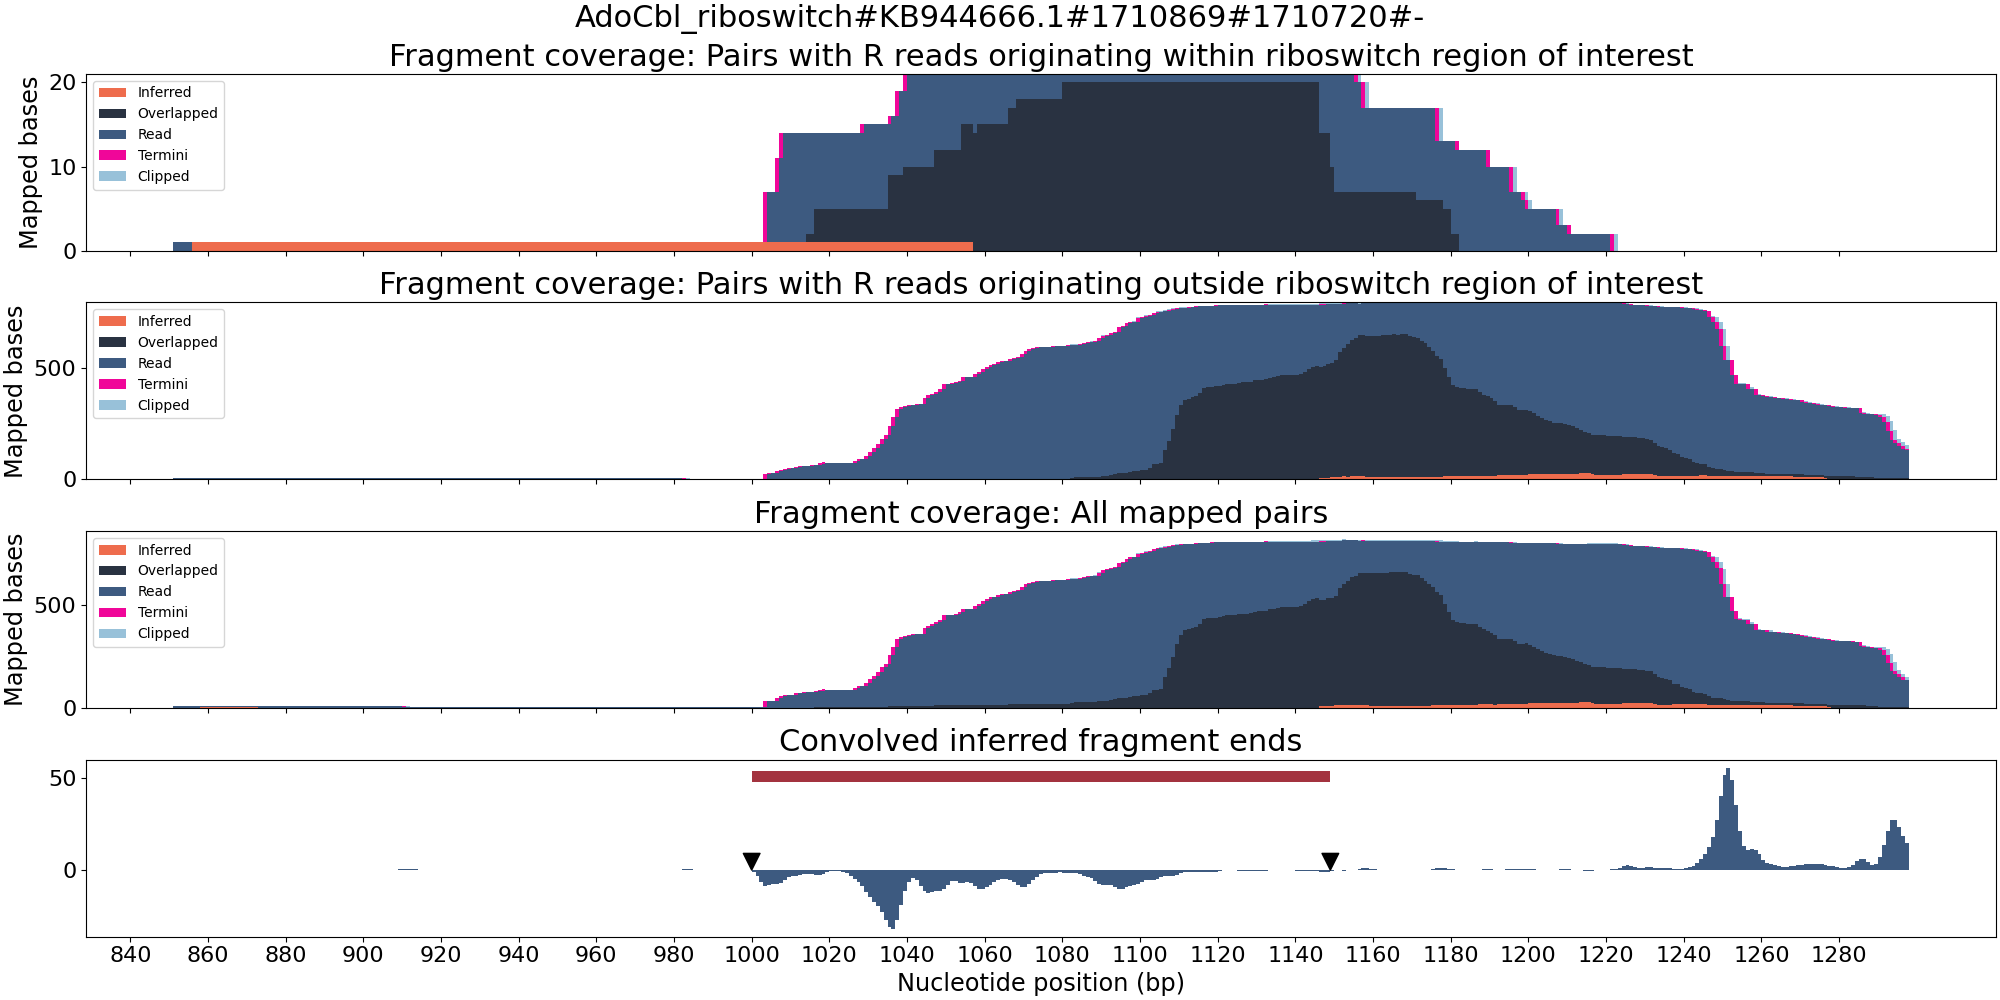 AdoCbl_riboswitch#KB944666.1#1710869#1710720#-
Fragment coverage: Pairs with R reads originating within riboswitch region of interest
Mapped bases
20
10
0
Inferred
Overlapped
Read
Termini
Clipped
Fragment coverage: Pairs with R reads originating outside riboswitch region of interest
Mapped bases
500
0
Inferred
Overlapped
Read
Termini
Clipped
Fragment coverage: All mapped pairs
Mapped bases
500
0
Inferred
Overlapped
Read
Termini
Clipped
Convolved inferred fragment ends
50
0
840 860 880 900 920 940 960 980 1000 1020 1040 1060 1080 1100 1120 1140 1160 1180 1200 1220 1240 1260 1280
Nucleotide position (bp)